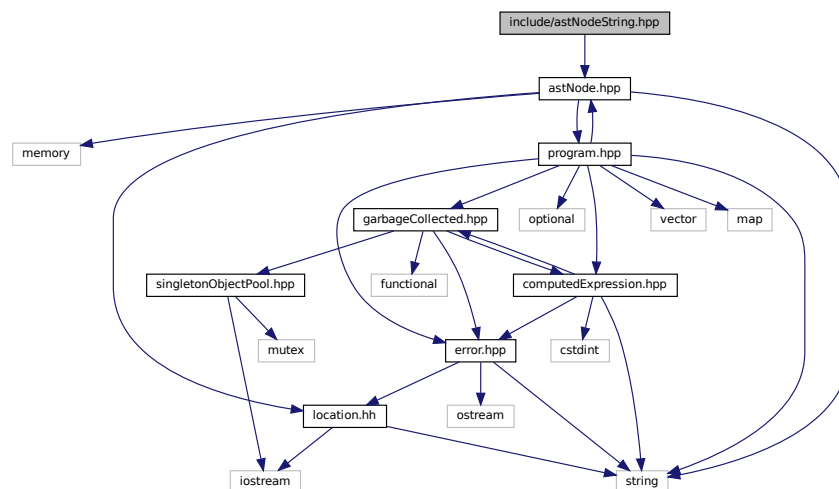 include/astNodeString.hpp
astNode.hpp
memory
program.hpp
garbageCollected.hpp
optional
vector
map
singletonObjectPool.hpp
functional
computedExpression.hpp
mutex
error.hpp
cstdint
location.hh
ostream
iostream
string